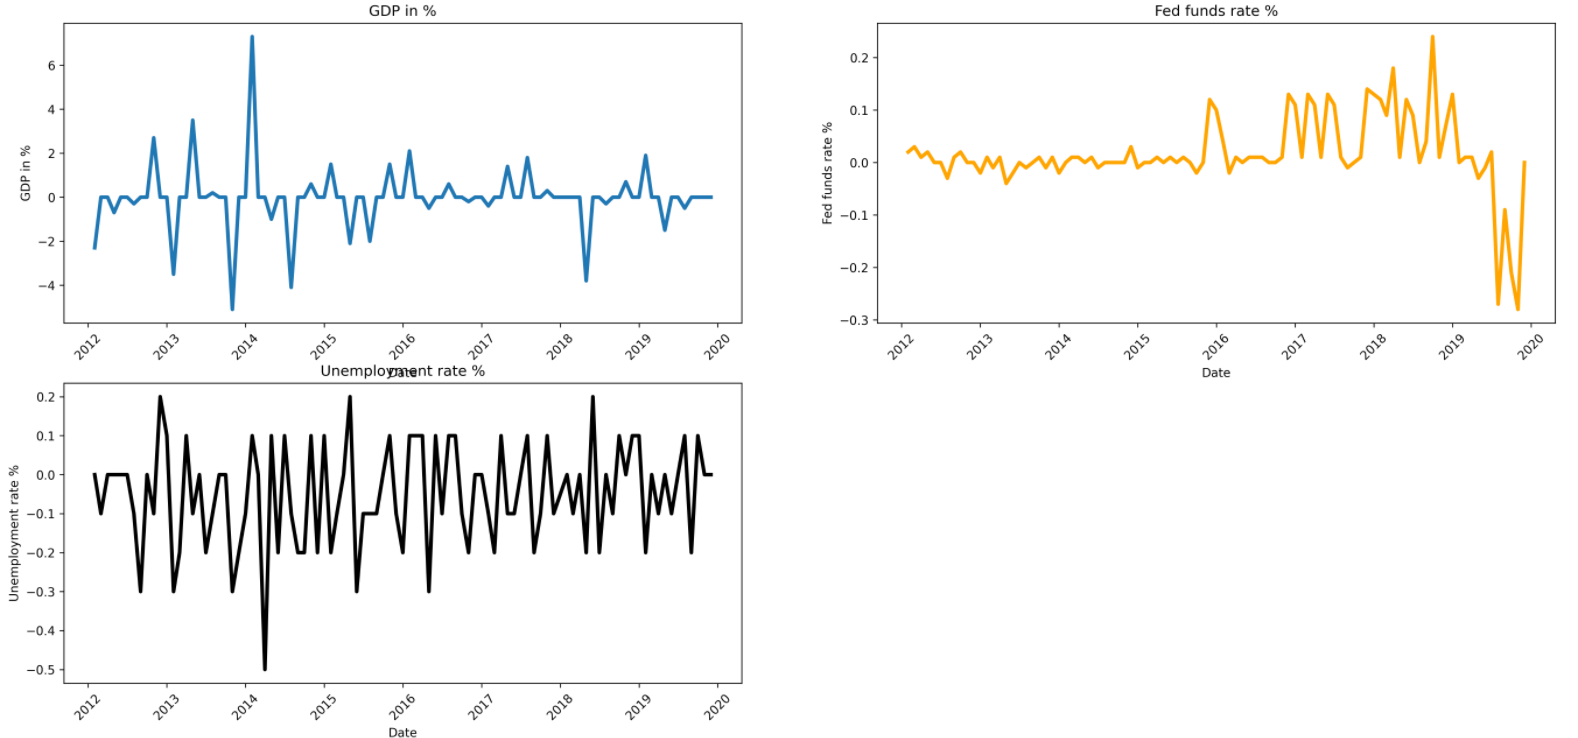 GDP in %
GDP in %
6
4
2
0
−2
−4
2012 2013 2014 2015 2016 2017 2018 2019 2020
Date
Fed funds rate %
Fed funds rate %
0.2
0.1
0.0
−0.1
−0.2
−0.3
2012 2013 2014 2015 2016 2017 2018 2019 2020
Date
Unemployment rate %
Unemployment rate %
0.2
0.1
0.0
−0.1
−0.2
−0.3
−0.4
−0.5
2012 2013 2014 2015 2016 2017 2018 2019 2020
Date